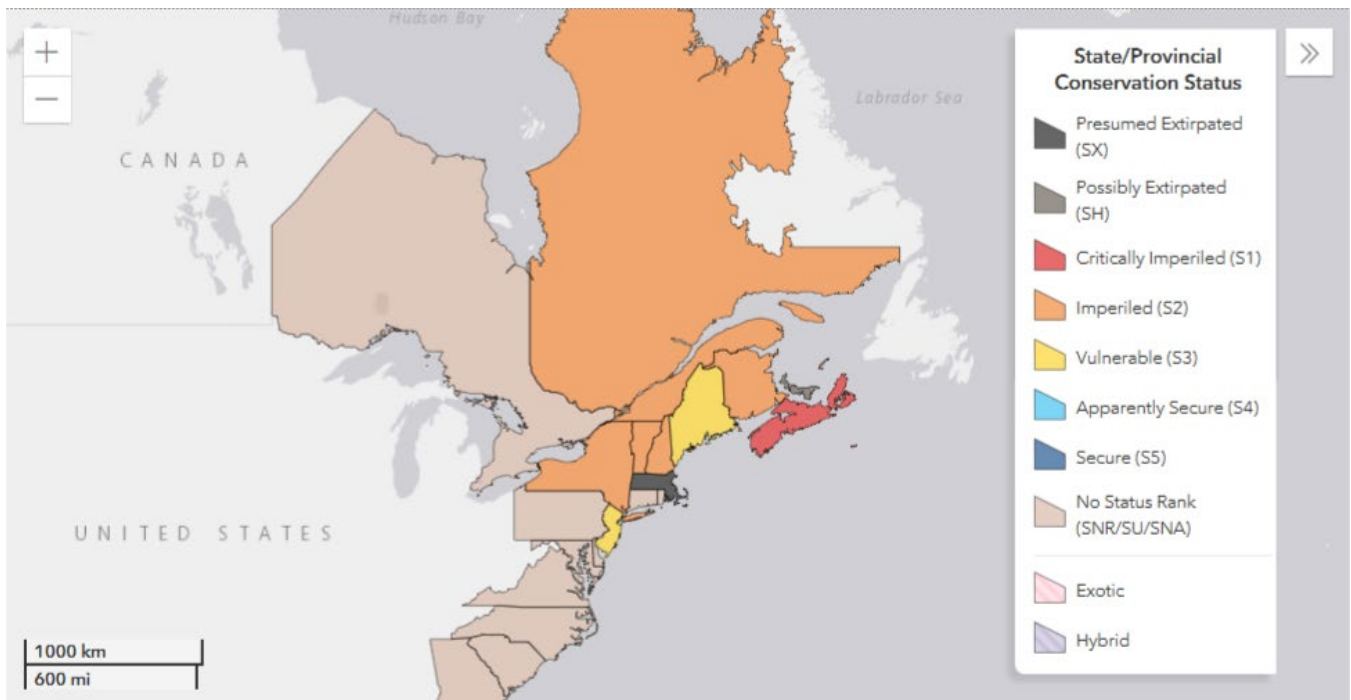 Hudson Bay
+
−
CANADA
Labrador Sea
UNITED STATES
1000 km
600 mi
State/Provincial
Conservation Status
Presumed Extirpated
(SX)
Possibly Extirpated
(SH)
Critically Imperiled (S1)
Imperiled (S2)
Vulnerable (S3)
Apparently Secure (S4)
Secure (S5)
No Status Rank
(SNR/SU/SNA)
Exotic
Hybrid